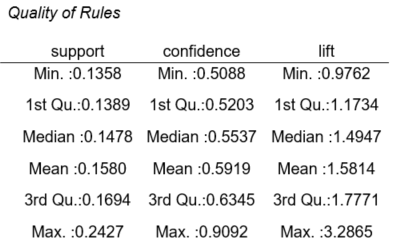 Quality of Rules
support confidence lift
Min. :0.1358 Min. :0.5088 Min. :0.9762
1st Qu.:0.1389 1st Qu.:0.5203 1st Qu.:1.1734
Median :0.1478 Median :0.5537 Median :1.4947
Mean :0.1580 Mean :0.5919 Mean :1.5814
3rd Qu.:0.1694 3rd Qu.:0.6345 3rd Qu.:1.7771
Max. :0.2427 Max. :0.9092 Max. :3.2865